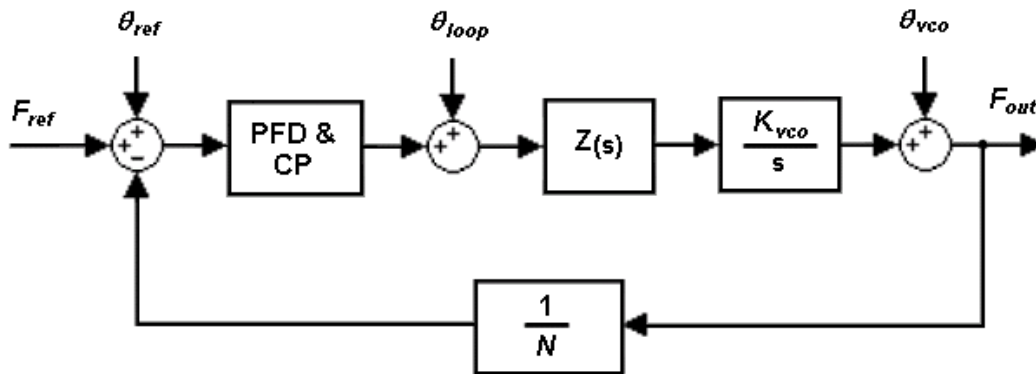 θref
θloop
θvco
Fref
Fout
+
+
−
PFD &
CP
+
+
Z(s)
Kvco
s
+
+
1
N